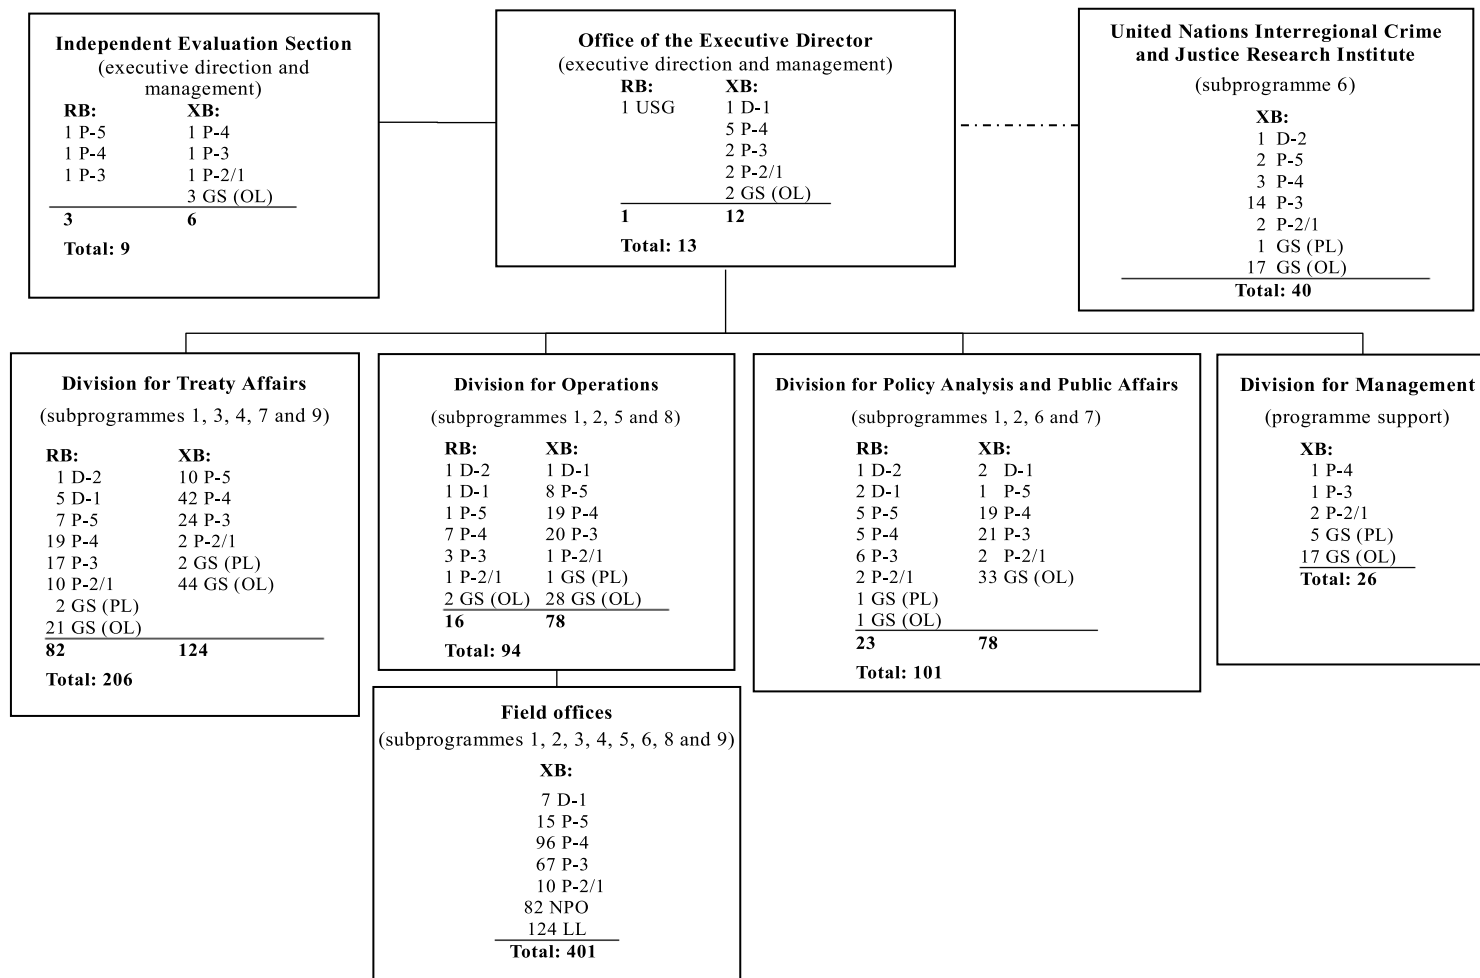 Independent Evaluation Section
(executive direction and
management)
RB: XB:
1 P-5 1 P-4
1 P-4 1 P-3
1 P-3 1 P-2/1
3 GS (OL)
3 6
Total: 9
Office of the Executive Director
(executive direction and management)
RB: XB:
1 USG 1 D-1
5 P-4
2 P-3
2 P-2/1
2 GS (OL)
1 12
Total: 13
United Nations Interregional Crime
and Justice Research Institute
(subprogramme 6)
XB:
1 D-2
2 P-5
3 P-4
14 P-3
2 P-2/1
1 GS (PL)
17 GS (OL)
Total: 40
Division for Treaty Affairs
(subprogrammes 1, 3, 4, 7 and 9)
RB: XB:
1 D-2 10 P-5
5 D-1 42 P-4
7 P-5 24 P-3
19 P-4 2 P-2/1
17 P-3 2 GS (PL)
10 P-2/1 44 GS (OL)
2 GS (PL)
21 GS (OL)
82 124
Total: 206
Division for Operations
(subprogrammes 1, 2, 5 and 8)
RB: XB:
1 D-2 1 D-1
1 D-1 8 P-5
1 P-5 19 P-4
7 P-4 20 P-3
3 P-3 1 P-2/1
1 P-2/1 1 GS (PL)
2 GS (OL) 28 GS (OL)
16 78
Total: 94
Division for Policy Analysis and Public Affairs
(subprogrammes 1, 2, 6 and 7)
RB: XB:
1 D-2 2 D-1
2 D-1 1 P-5
5 P-5 19 P-4
5 P-4 21 P-3
6 P-3 2 P-2/1
2 P-2/1 33 GS (OL)
1 GS (PL)
1 GS (OL)
23 78
Total: 101
Division for Management
(programme support)
XB:
1 P-4
1 P-3
2 P-2/1
5 GS (PL)
17 GS (OL)
Total: 26
Field offices
(subprogrammes 1, 2, 3, 4, 5, 6, 8 and 9)
XB:
7 D-1
15 P-5
96 P-4
67 P-3
10 P-2/1
82 NPO
124 LL
Total: 401